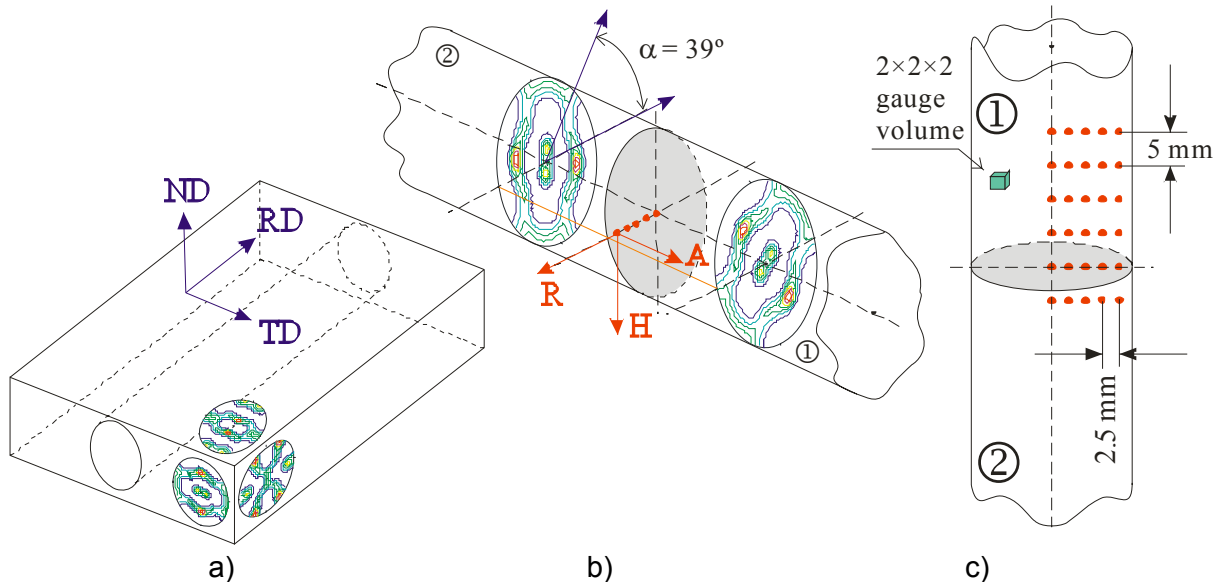 ND
RD
TD
a)
②
α = 39º
A
R
H
①
b)
2×2×2
gauge
volume
①
5 mm
2.5 mm
②
c)